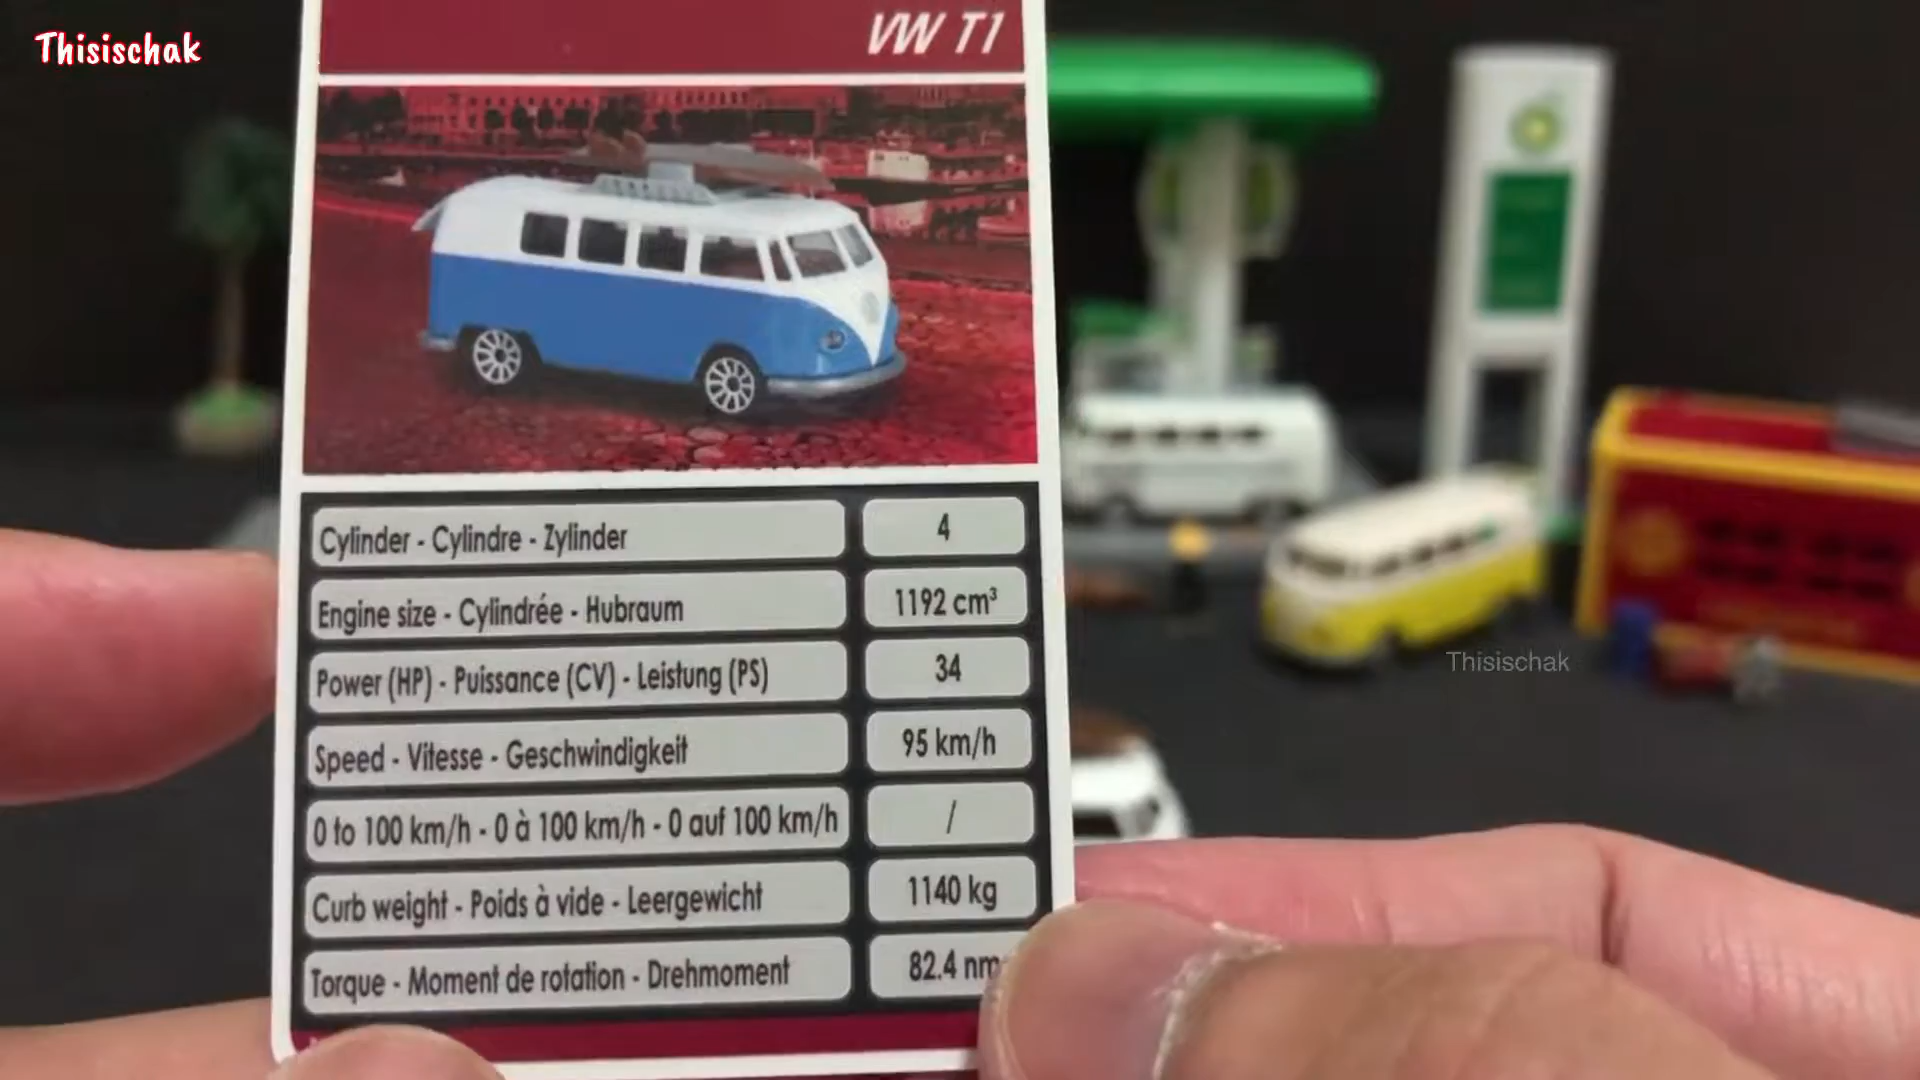 Thisischak
VW T1
Cylinder - Cylindre - Zylinder 4
Engine size - Cylindrée - Hubraum 1192 cm³
Power (HP) - Puissance (CV) - Leistung (PS) 34
Speed - Vitesse - Geschwindigkeit 95 km/h
0 to 100 km/h - 0 à 100 km/h - 0 auf 100 km/h /
Curb weight - Poids à vide - Leergewicht 1140 kg
Torque - Moment de rotation - Drehmoment 82.4 nm
Thisischak